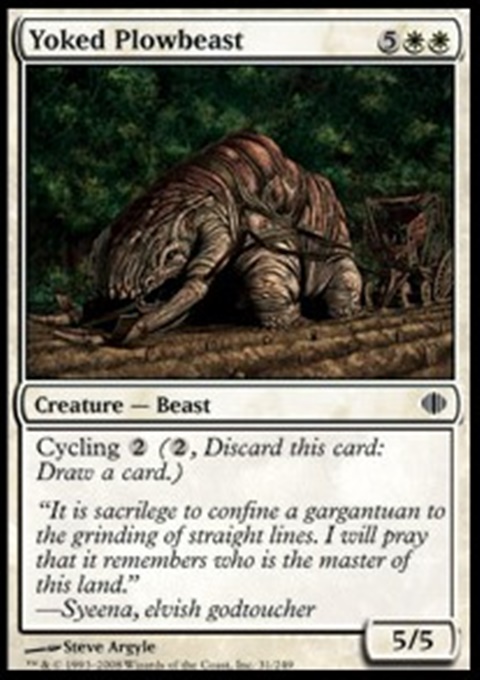 Yoked Plowbeast 5
Creature — Beast
Cycling 2 (2, Discard this card:
Draw a card.)
“It is sacrilege to confine a gargantuan to
the grinding of straight lines. I will pray
that it remembers who is the master of
this land.”
—Syeena, elvish godtoucher
5/5
Steve Argyle
™ & © 1993-2008 Wizards of the Coast, Inc. 31/249